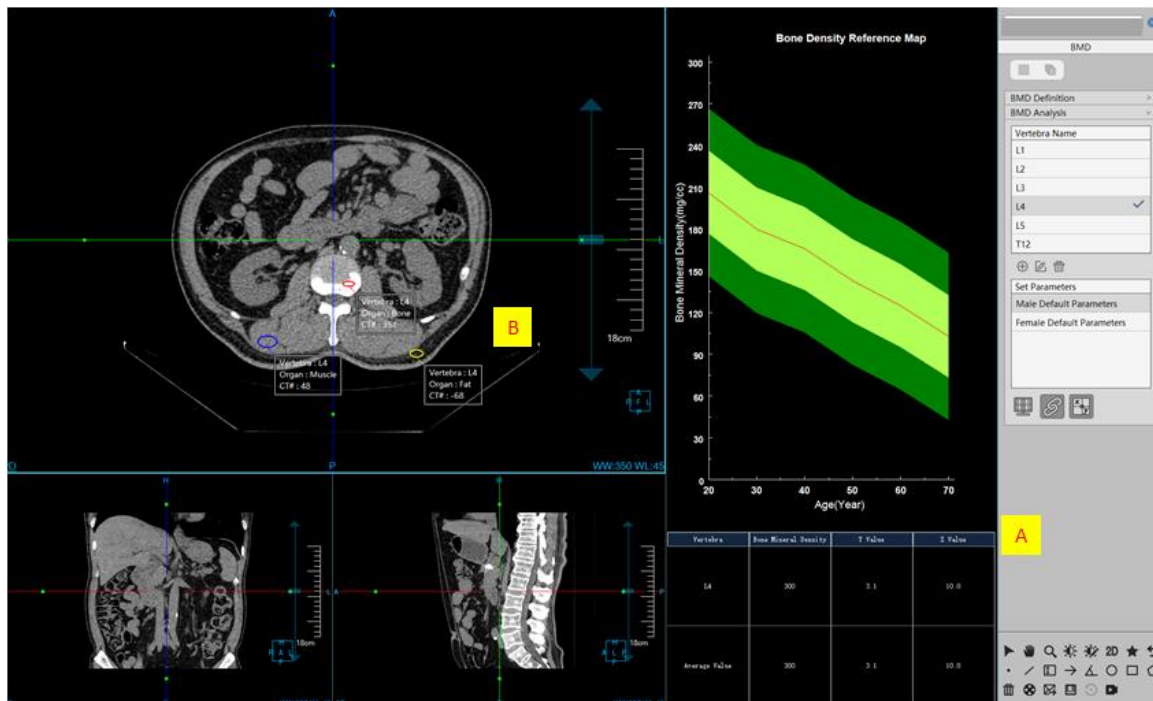 A
L
Vertebra : L4
Organ : Bone
CT# : 351
B
18cm
Vertebra : L4
Organ : Muscle
CT# : 48
Vertebra : L4
Organ : Fat
CT# : -68
A
R F L
P
P
WW:350 WL:45
H
L
18cm
H
R A L
F
H
A
P
18cm
H
A L P
F
Bone Density Reference Map
Bone Mineral Density(mg/cc)
300
270
240
210
180
150
120
90
60
30
0
20 30 40 50 60 70
Age(Year)
Vertebra Bone Mineral Density T Value Z Value
L4 300 3.1 10.0
Average Value 300 3.1 10.0
BMD
BMD Definition
BMD Analysis
Vertebra Name
L1
L2
L3
L4
L5
T12
Set Parameters
Male Default Parameters
Female Default Parameters
A
2D